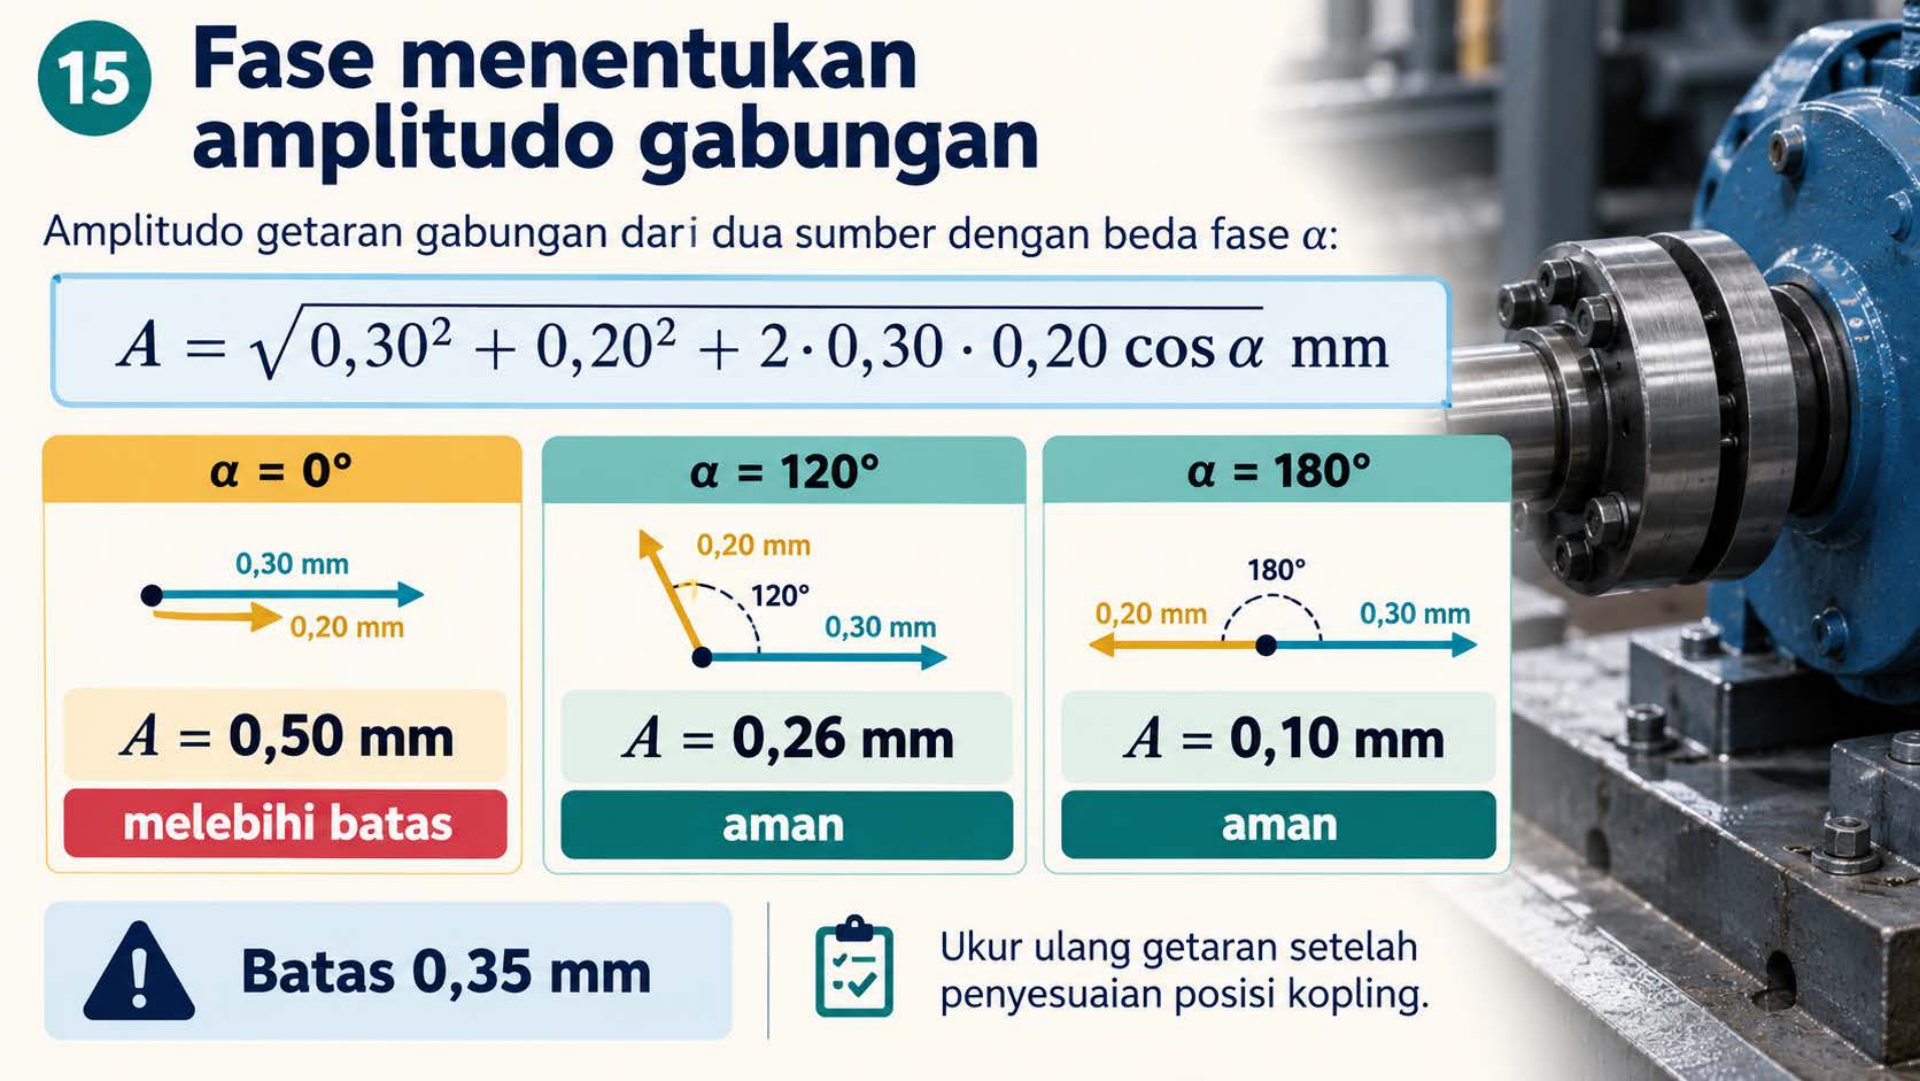 15
Fase menentukan
amplitudo gabungan
Amplitudo getaran gabungan dari dua sumber dengan beda fase α:
A = √(0,30² + 0,20² + 2 · 0,30 · 0,20 cos α) mm
α = 0°
0,30 mm
0,20 mm
A = 0,50 mm
melebihi batas
α = 120°
0,20 mm
120°
0,30 mm
A = 0,26 mm
aman
α = 180°
180°
0,20 mm
0,30 mm
A = 0,10 mm
aman
Batas 0,35 mm
Ukur ulang getaran setelah
penyesuaian posisi kopling.